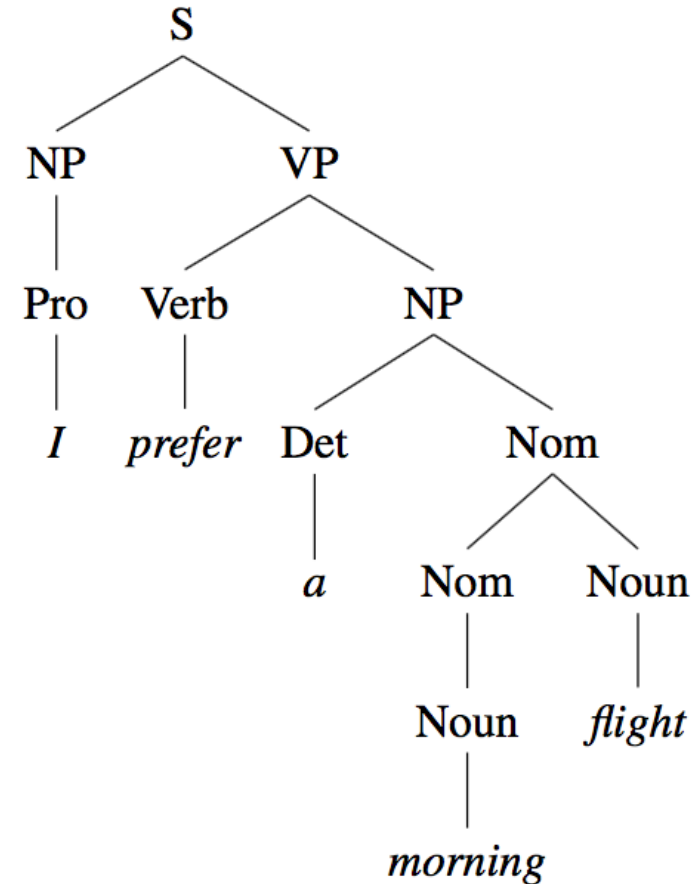 S
NP VP
Pro Verb NP
I prefer Det Nom
a Nom Noun
Noun flight
morning